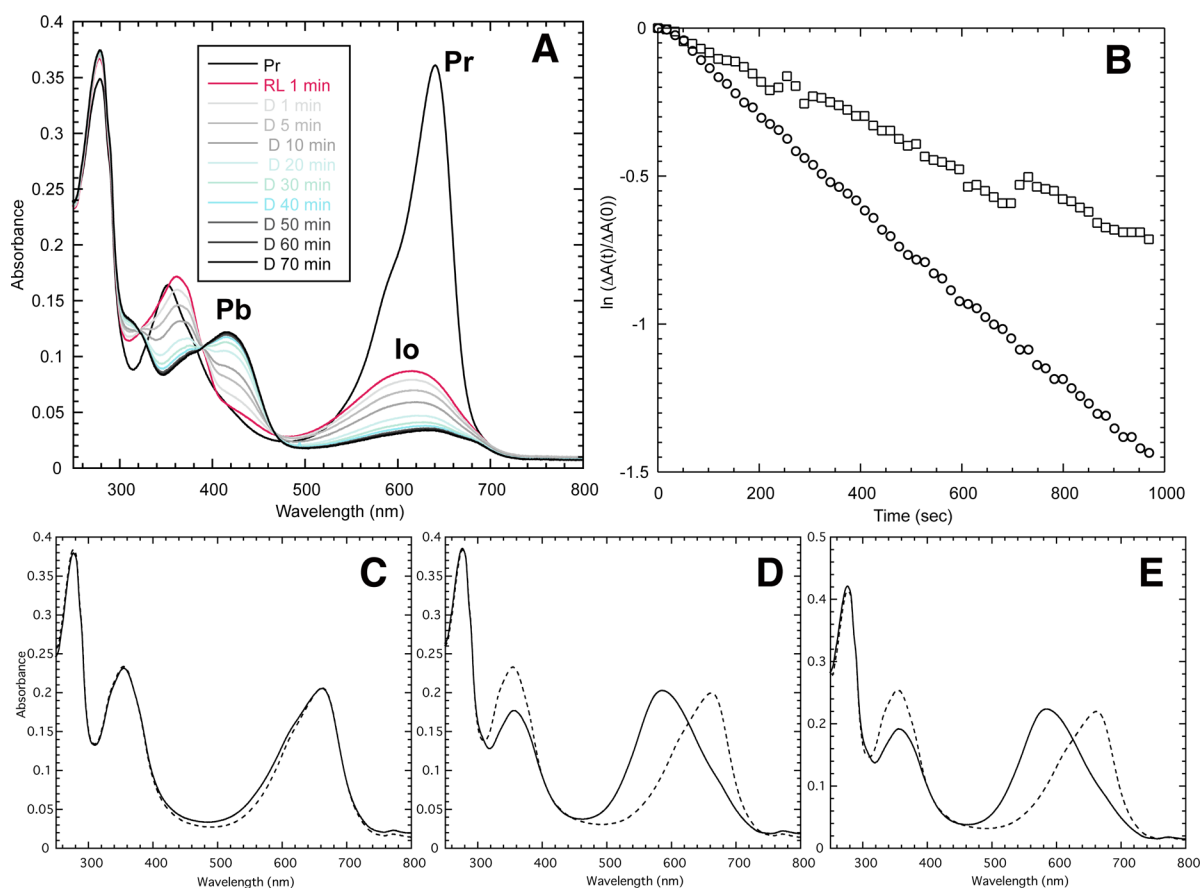 A
0.4
0.35
0.3
0.25
0.2
0.15
0.1
0.05
0
Absorbance
Pr
RL 1 min
D 1 min
D 5 min
D 10 min
D 20 min
D 30 min
D 40 min
D 50 min
D 60 min
D 70 min
Pr
Pb
Io
300 400 500 600 700 800
Wavelength (nm)
B
0
-0.5
-1
-1.5
ln (ΔA(t)/ΔA(0))
0 200 400 600 800 1000
Time (sec)
C
0.4
0.35
0.3
0.25
0.2
0.15
0.1
0.05
0
Absorbance
300 400 500 600 700 800
Wavelength (nm)
D
0.4
0.35
0.3
0.25
0.2
0.15
0.1
0.05
0
300 400 500 600 700 800
Wavelength (nm)
E
0.5
0.4
0.3
0.2
0.1
0
300 400 500 600 700 800
Wavelength (nm)